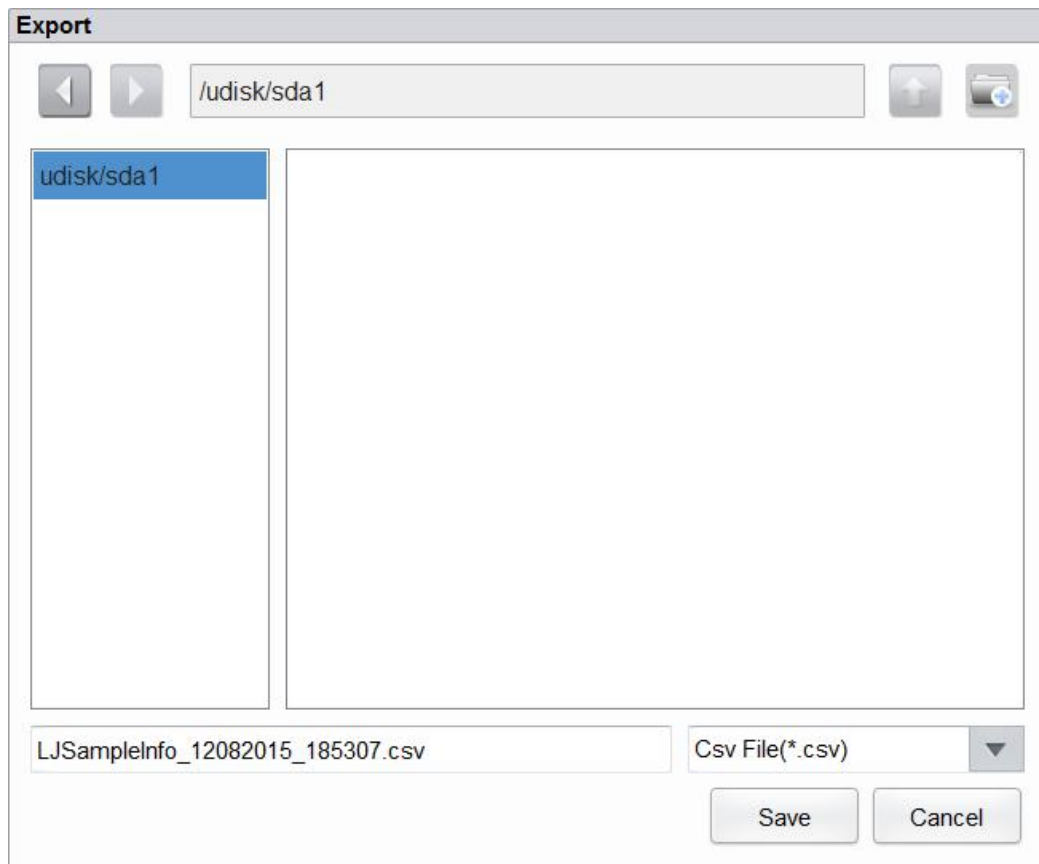 Export
/udisk/sda1
udisk/sda1
LJSampleInfo_12082015_185307.csv
Csv File(*.csv)
Save
Cancel